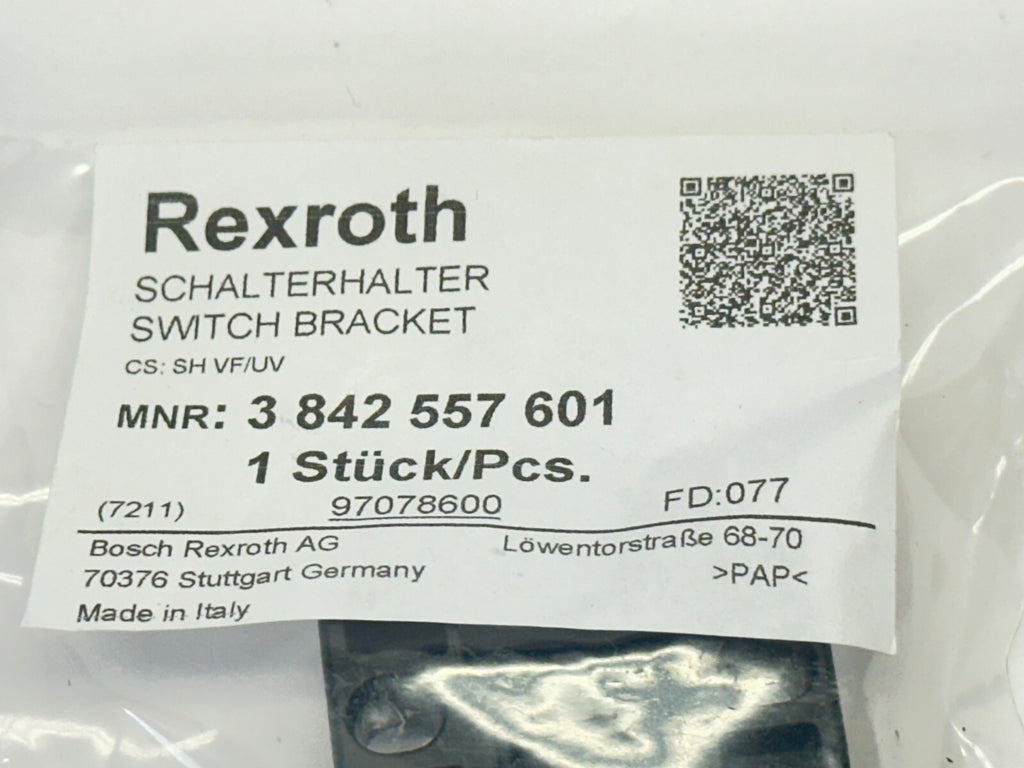 Rexroth
SCHALTERHALTER
SWITCH BRACKET
CS: SH VF/UV
MNR: 3 842 557 601
1 Stück/Pcs.
(7211) 97078600 FD:077
Bosch Rexroth AG Löwentorstraße 68-70
70376 Stuttgart Germany >PAP<
Made in Italy